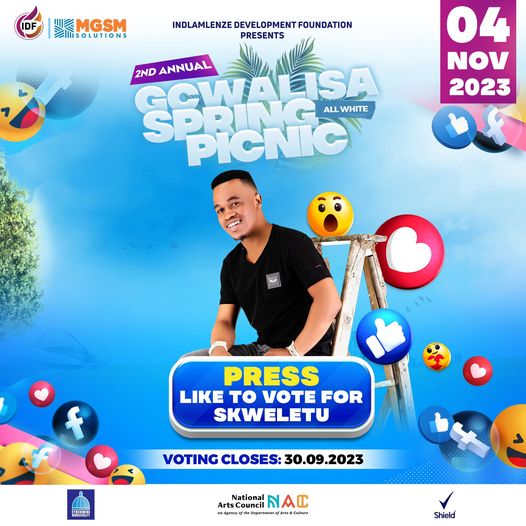 IDF
MGSM
SOLUTIONS
INDLAMLENZE DEVELOPMENT FOUNDATION
PRESENTS
04
NOV
2023
2ND ANNUAL
GCWALISA
SPRING
ALL WHITE
PICNIC
PRESS
LIKE TO VOTE FOR
SKWELETU
VOTING CLOSES: 30.09.2023
ETHEKWINI
MUNICIPALITY
National
Arts Council
NAC
an Agency of the Department of Arts & Culture
Shield